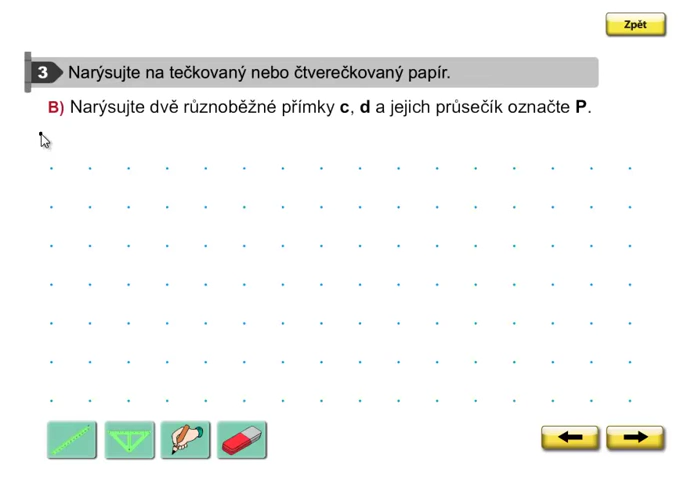 Zpět
3 Narýsujte na tečkovaný nebo čtverečkovaný papír.
B) Narýsujte dvě různoběžné přímky c, d a jejich průsečík označte P.